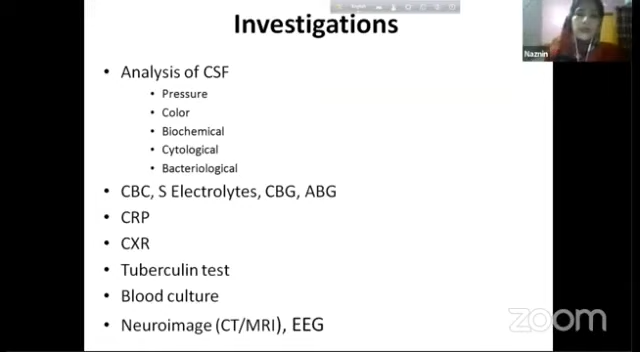 Investigations
Naznin
• Analysis of CSF
• Pressure
• Color
• Biochemical
• Cytological
• Bacteriological
• CBC, S Electrolytes, CBG, ABG
• CRP
• CXR
• Tuberculin test
• Blood culture
• Neuroimage (CT/MRI), EEG
zoom